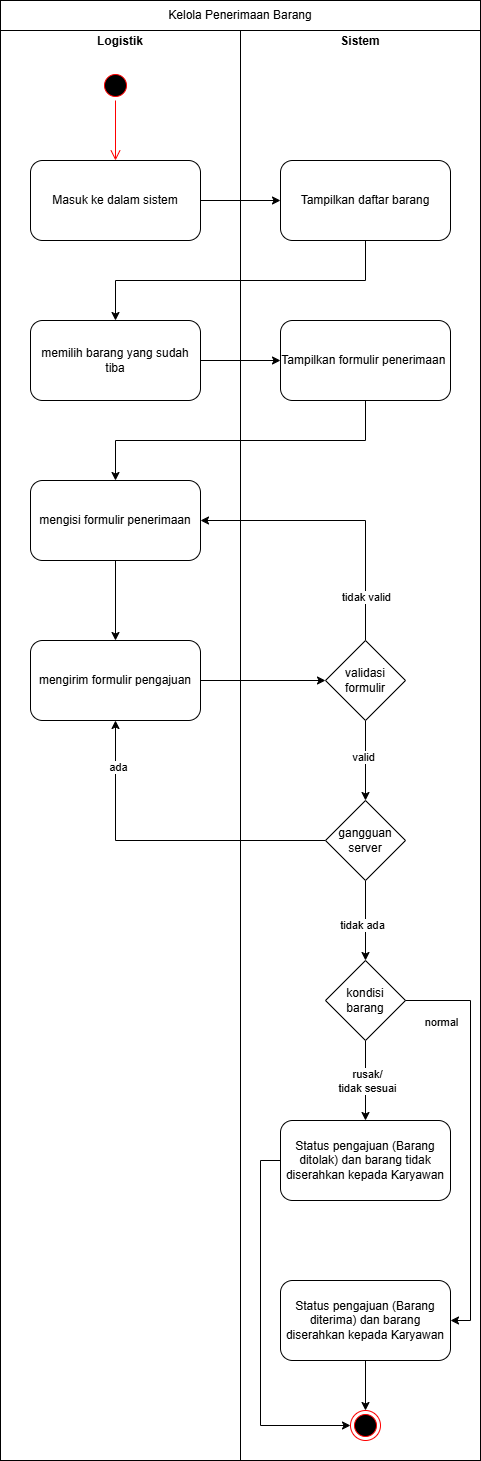 Kelola Penerimaan Barang
Logistik
Sistem
Masuk ke dalam sistem
Tampilkan daftar barang
memilih barang yang sudah
tiba
Tampilkan formulir penerimaan
mengisi formulir penerimaan
tidak valid
mengirim formulir pengajuan
validasi
formulir
valid
ada
gangguan
server
tidak ada
kondisi
barang
normal
rusak/
tidak sesuai
Status pengajuan (Barang
ditolak) dan barang tidak
diserahkan kepada Karyawan
Status pengajuan (Barang
diterima) dan barang
diserahkan kepada Karyawan